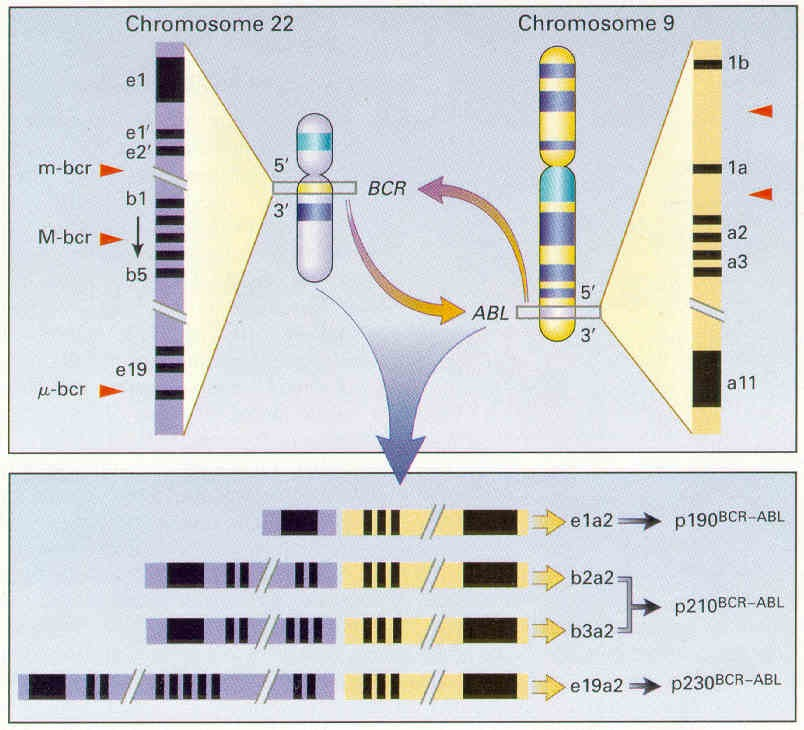 Chromosome 22
Chromosome 9
e1
e1′
e2′
m-bcr
b1
M-bcr
b5
e19
μ-bcr
5′
3′
BCR
ABL
5′
3′
1b
1a
a2
a3
a11
e1a2
p190BCR–ABL
b2a2
p210BCR–ABL
b3a2
e19a2
p230BCR–ABL